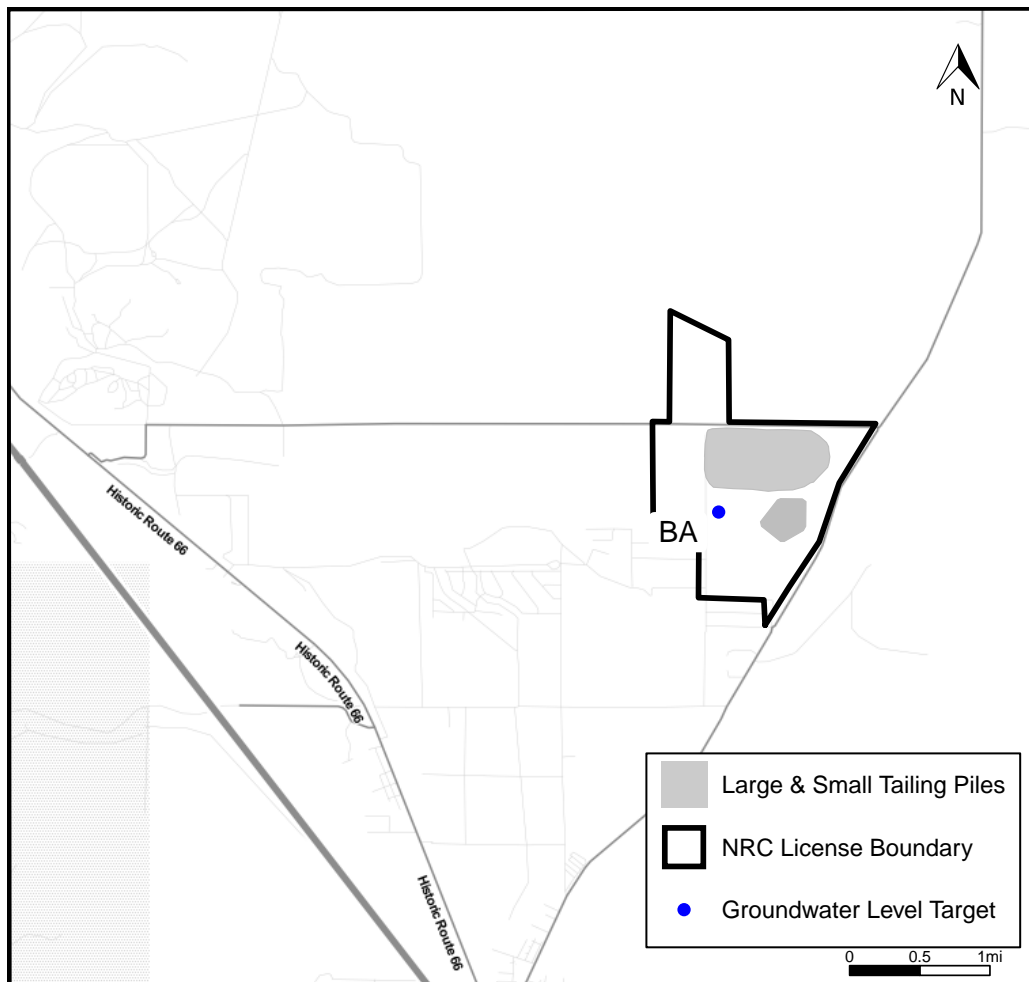 N
Historic Route 66
BA
Historic Route 66
Historic Route 66
Large & Small Tailing Piles
NRC License Boundary
Groundwater Level Target
0 0.5 1mi